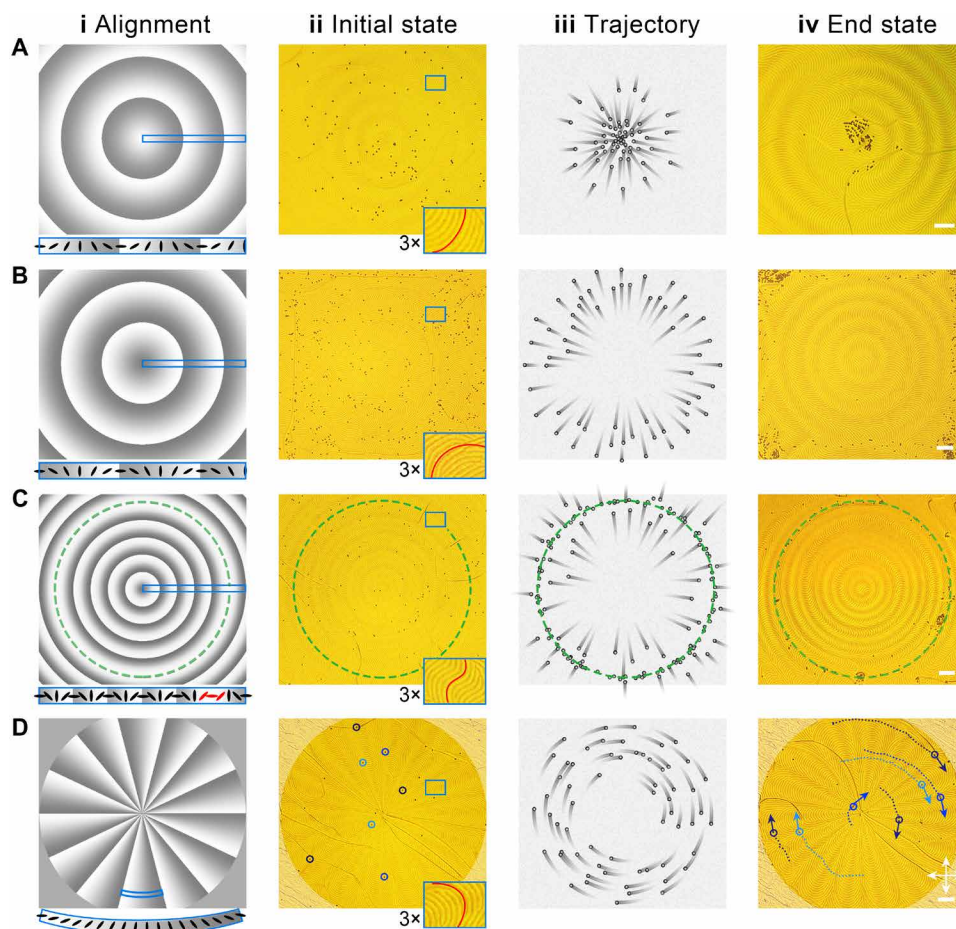 i Alignment
ii Initial state
iii Trajectory
iv End state
A
3×
B
3×
C
3×
D
3×